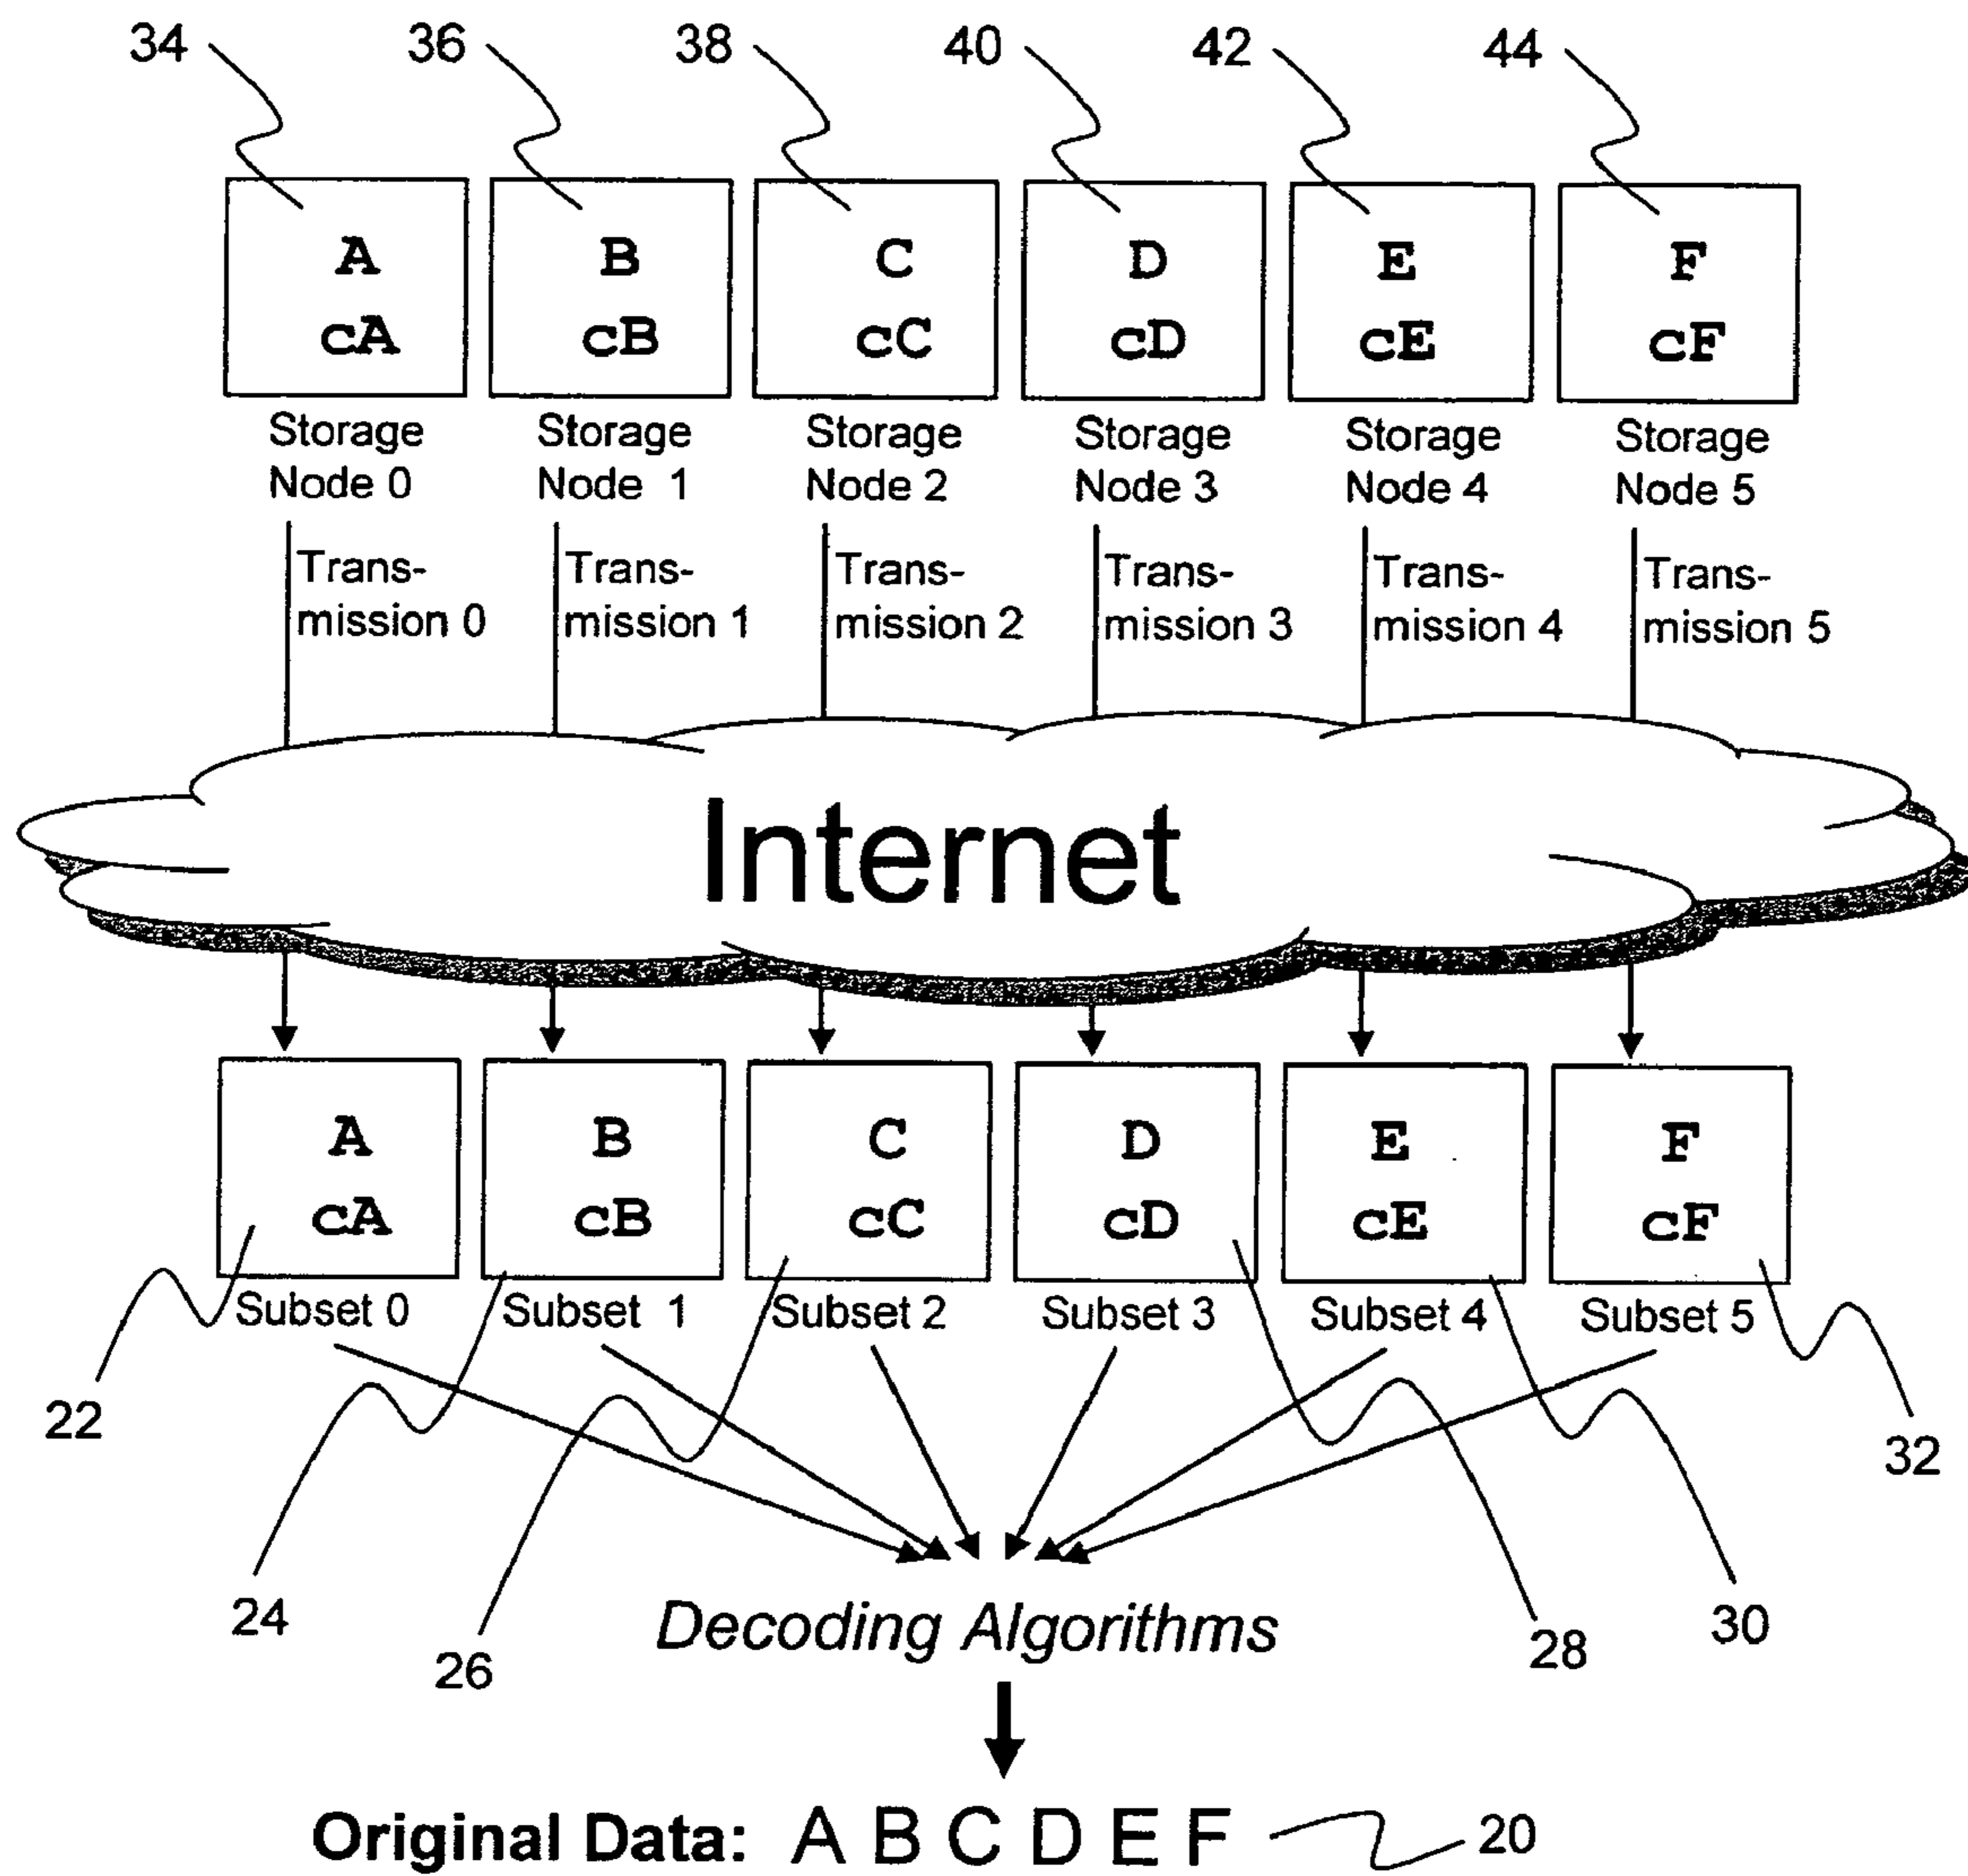 34 36 38 40 42 44
A B C D E F
cA cB cC cD cE cF
Storage Storage Storage Storage Storage Storage
Node 0 Node 1 Node 2 Node 3 Node 4 Node 5
Trans- Trans- Trans- Trans- Trans- Trans-
mission 0 mission 1 mission 2 mission 3 mission 4 mission 5
Internet
A B C D E F
cA cB cC cD cE cF
Subset 0 Subset 1 Subset 2 Subset 3 Subset 4 Subset 5
22 32
24 26 28 30
Decoding Algorithms
Original Data: A B C D E F 20